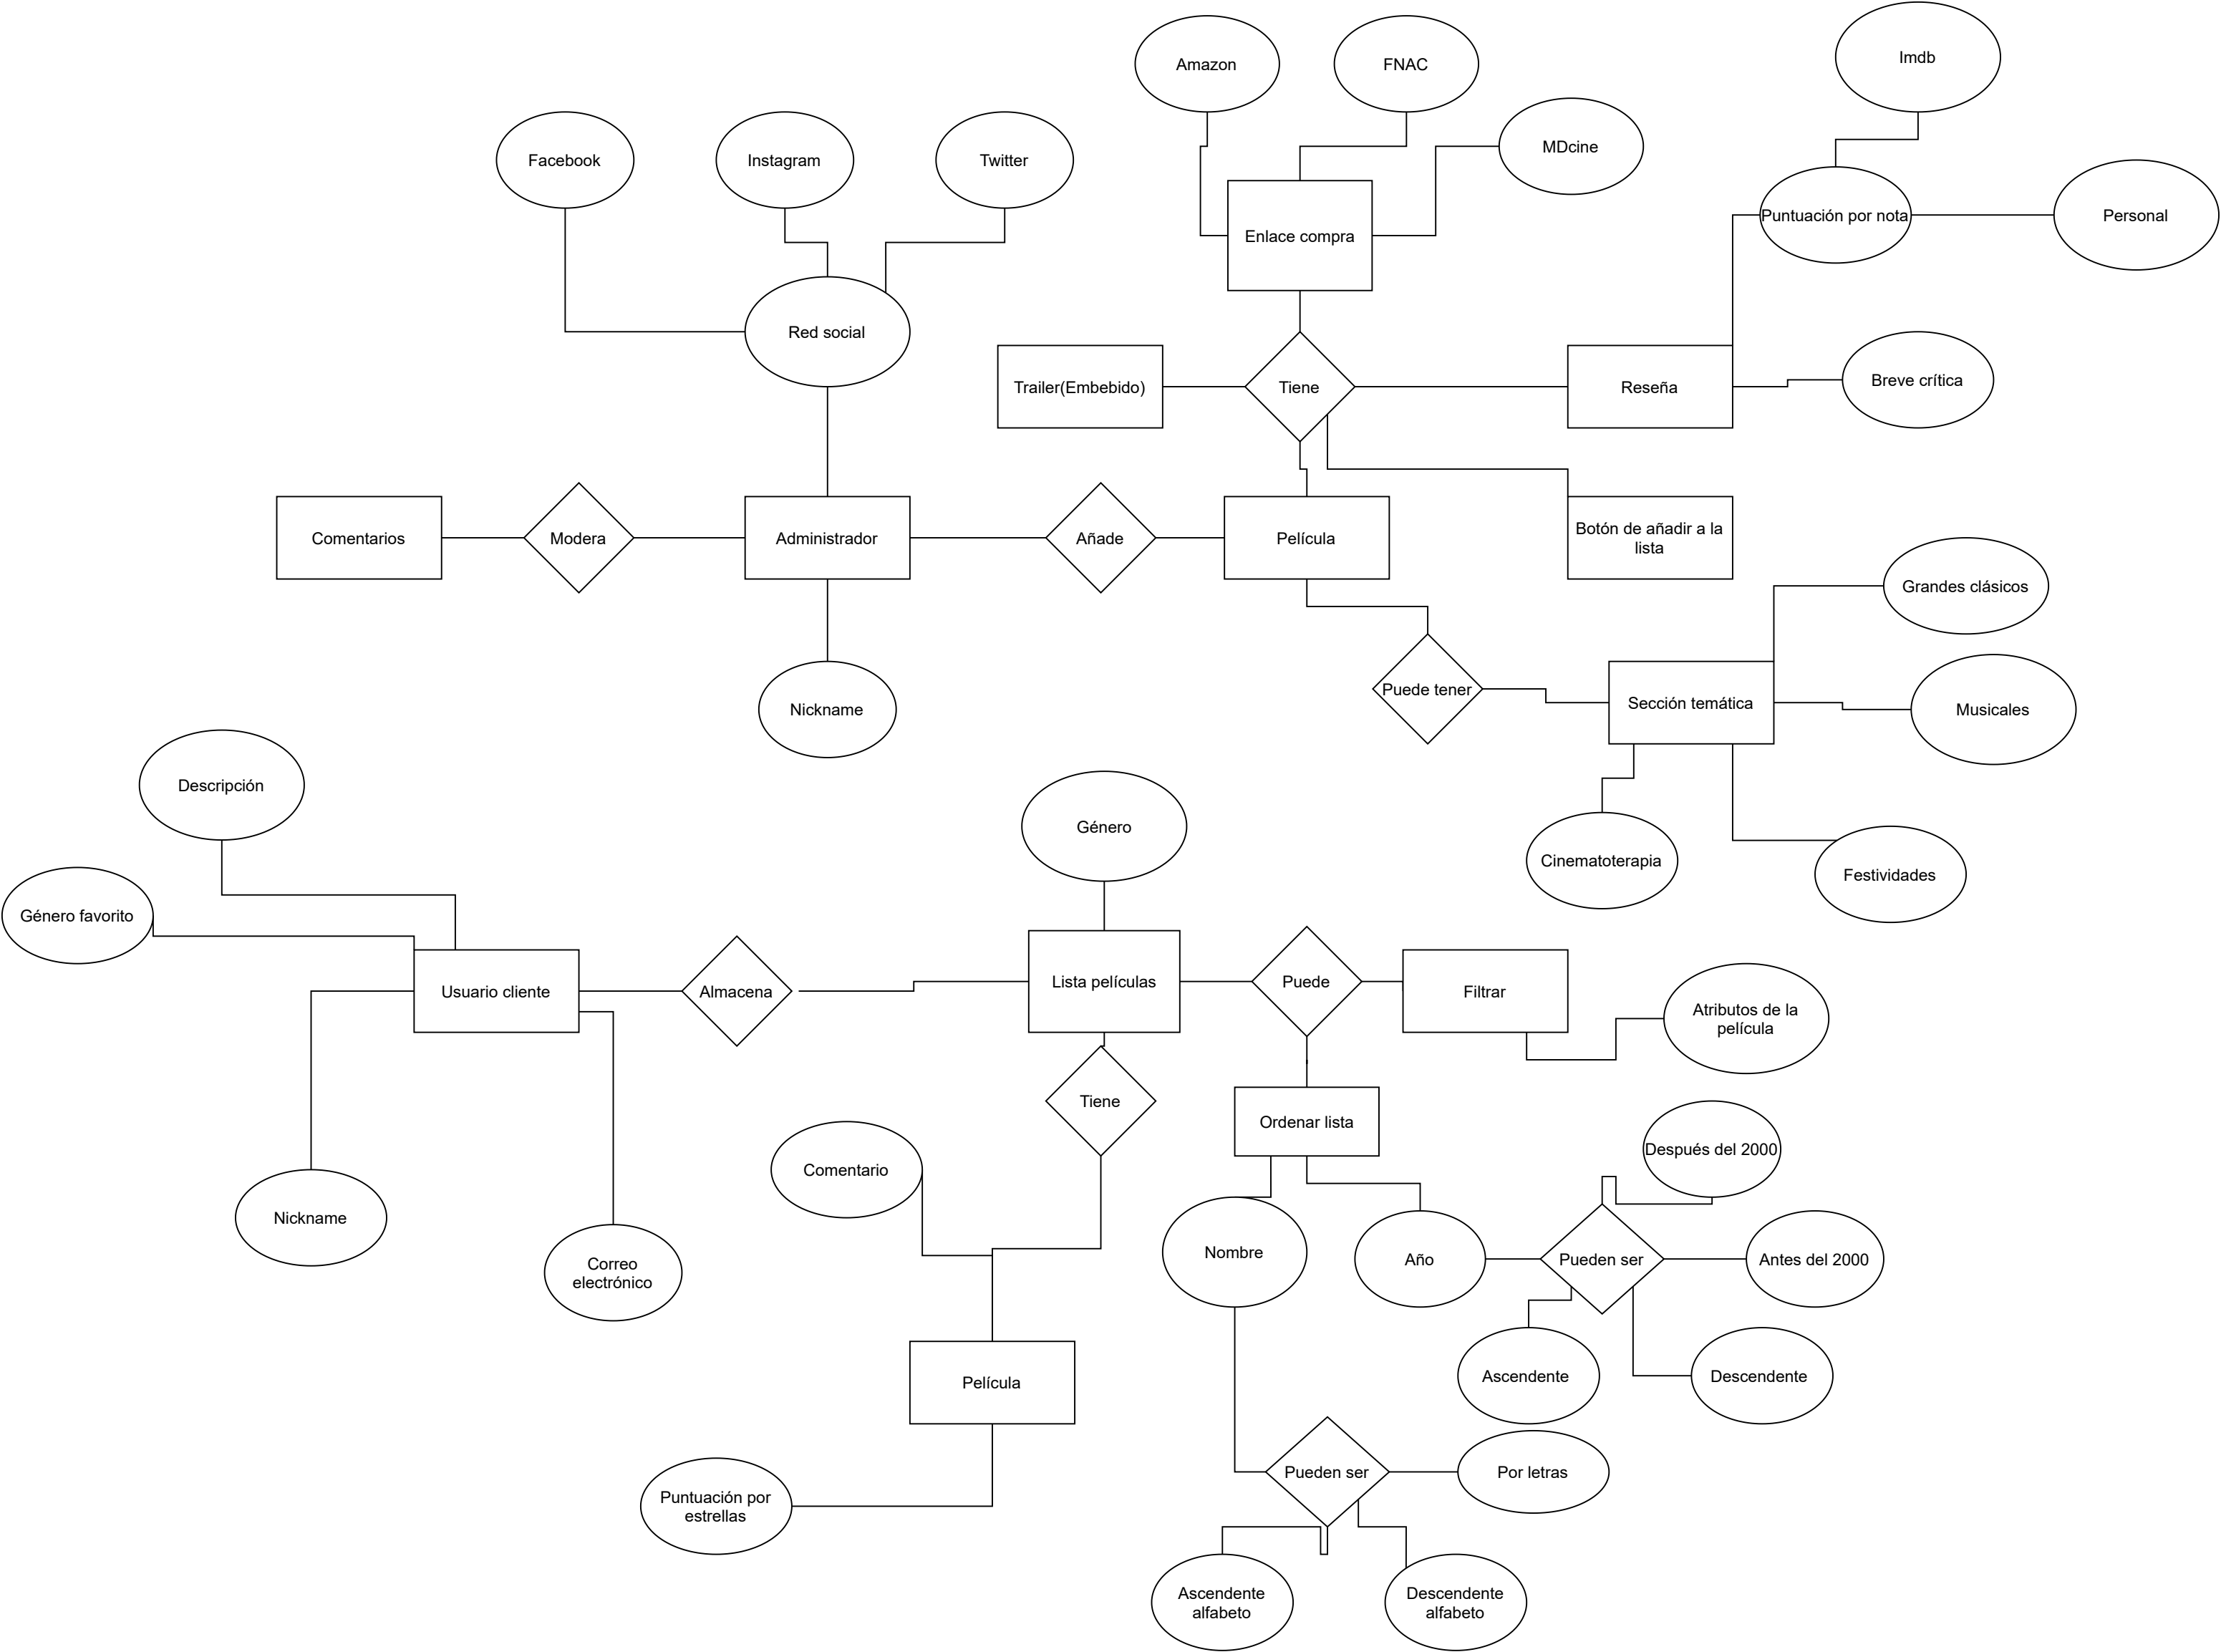 Imdb
Amazon
FNAC
MDcine
Facebook
Instagram
Twitter
Puntuación por nota
Personal
Enlace compra
Red social
Trailer(Embebido)
Tiene
Reseña
Breve crítica
Comentarios
Modera
Administrador
Añade
Película
Botón de añadir a la
lista
Grandes clásicos
Puede tener
Sección temática
Musicales
Nickname
Descripción
Género
Cinematoterapia
Festividades
Género favorito
Usuario cliente
Almacena
Lista películas
Puede
Filtrar
Atributos de la
película
Tiene
Ordenar lista
Después del 2000
Comentario
Nickname
Correo
electrónico
Nombre
Año
Pueden ser
Antes del 2000
Película
Ascendente
Descendente
Pueden ser
Por letras
Puntuación por
estrellas
Ascendente
alfabeto
Descendente
alfabeto